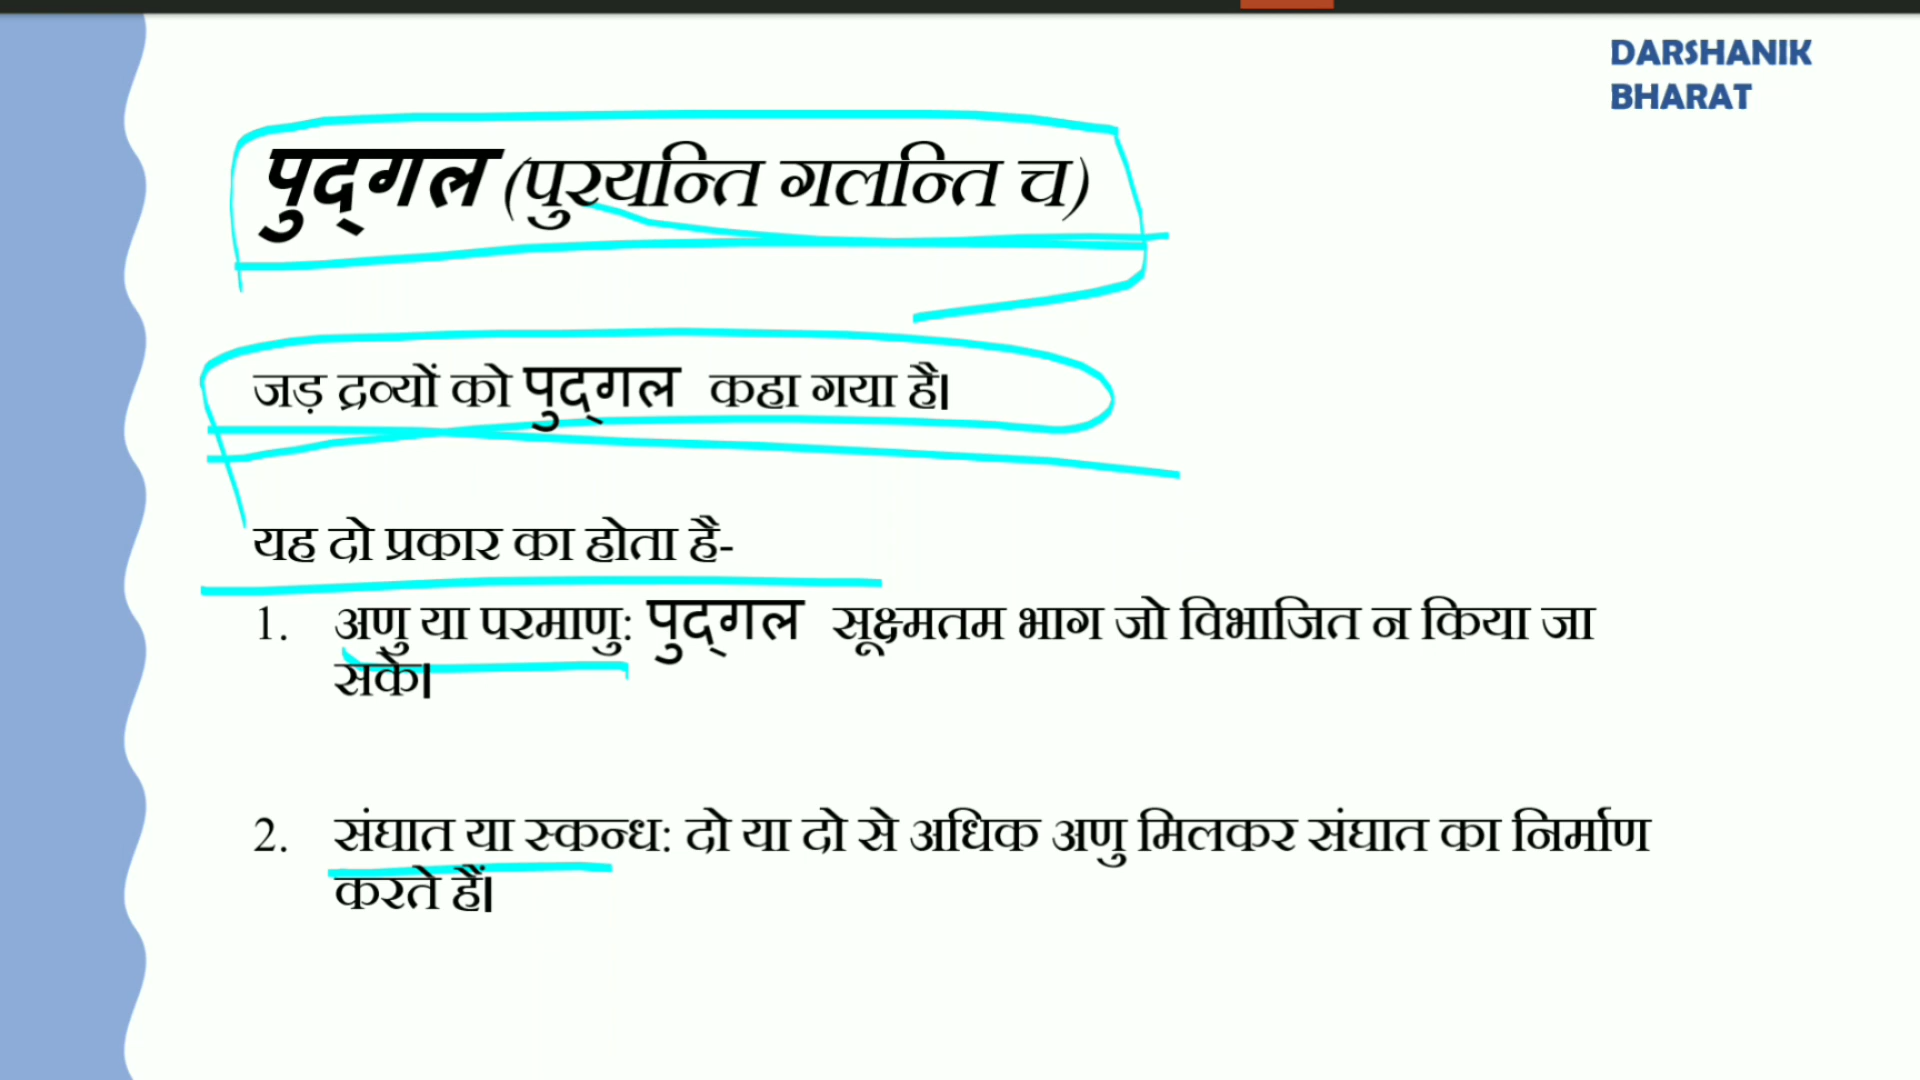 DARSHANIK
BHARAT
पुद्गल (पुरयन्ति गलन्ति च)
जड़ द्रव्यों को पुद्गल कहा गया है।
यह दो प्रकार का होता है-
1. अणु या परमाणु: पुद्गल सूक्ष्मतम भाग जो विभाजित न किया जा
सके।
2. संघात या स्कन्ध: दो या दो से अधिक अणु मिलकर संघात का निर्माण
करते हैं।